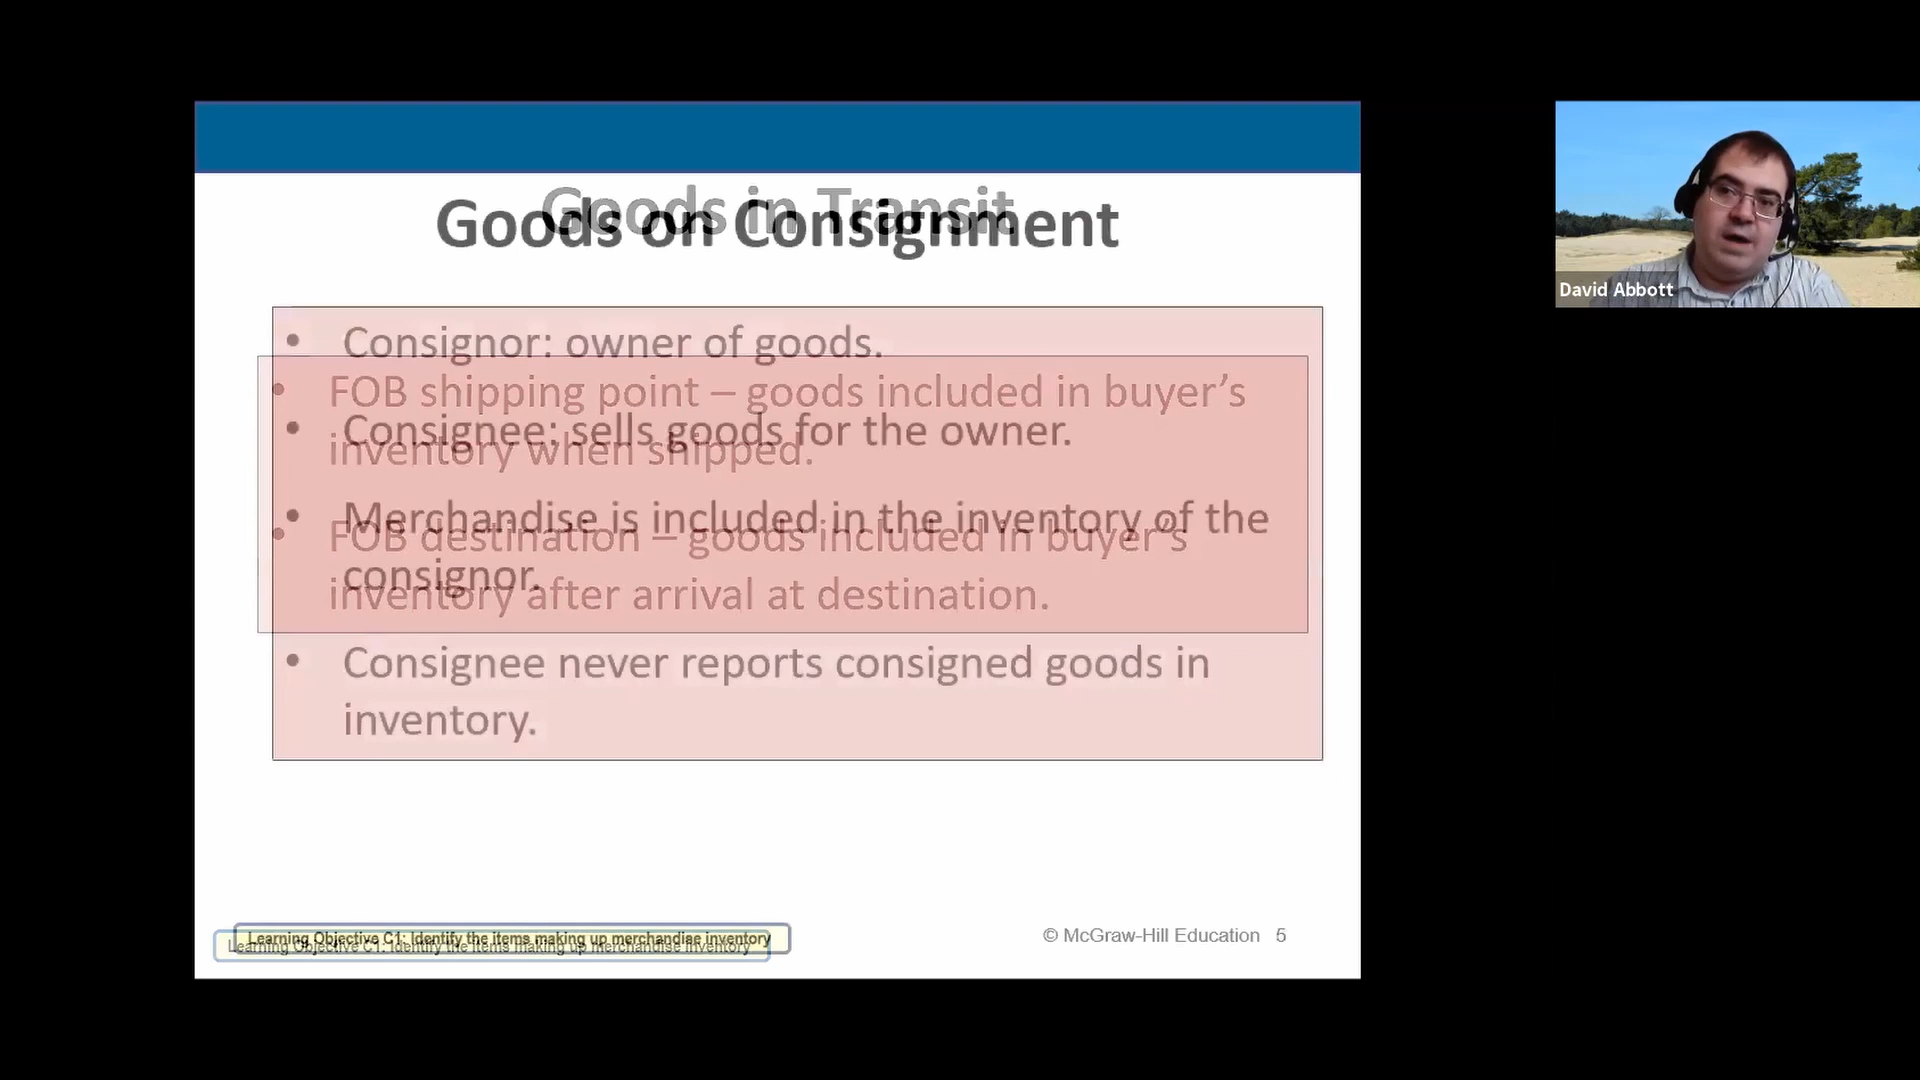 Goods in Transit
Goods on Consignment
• Consignor: owner of goods.
• FOB shipping point – goods included in buyer’s
inventory when shipped.
• Consignee: sells goods for the owner.
• Merchandise is included in the inventory of the
consignor.
• FOB destination – goods included in buyer’s
inventory after arrival at destination.
• Consignee never reports consigned goods in
inventory.
Learning Objective C1: Identify the items making up merchandise inventory
Learning Objective C1: Identify the items making up merchandise inventory
© McGraw-Hill Education 5
David Abbott